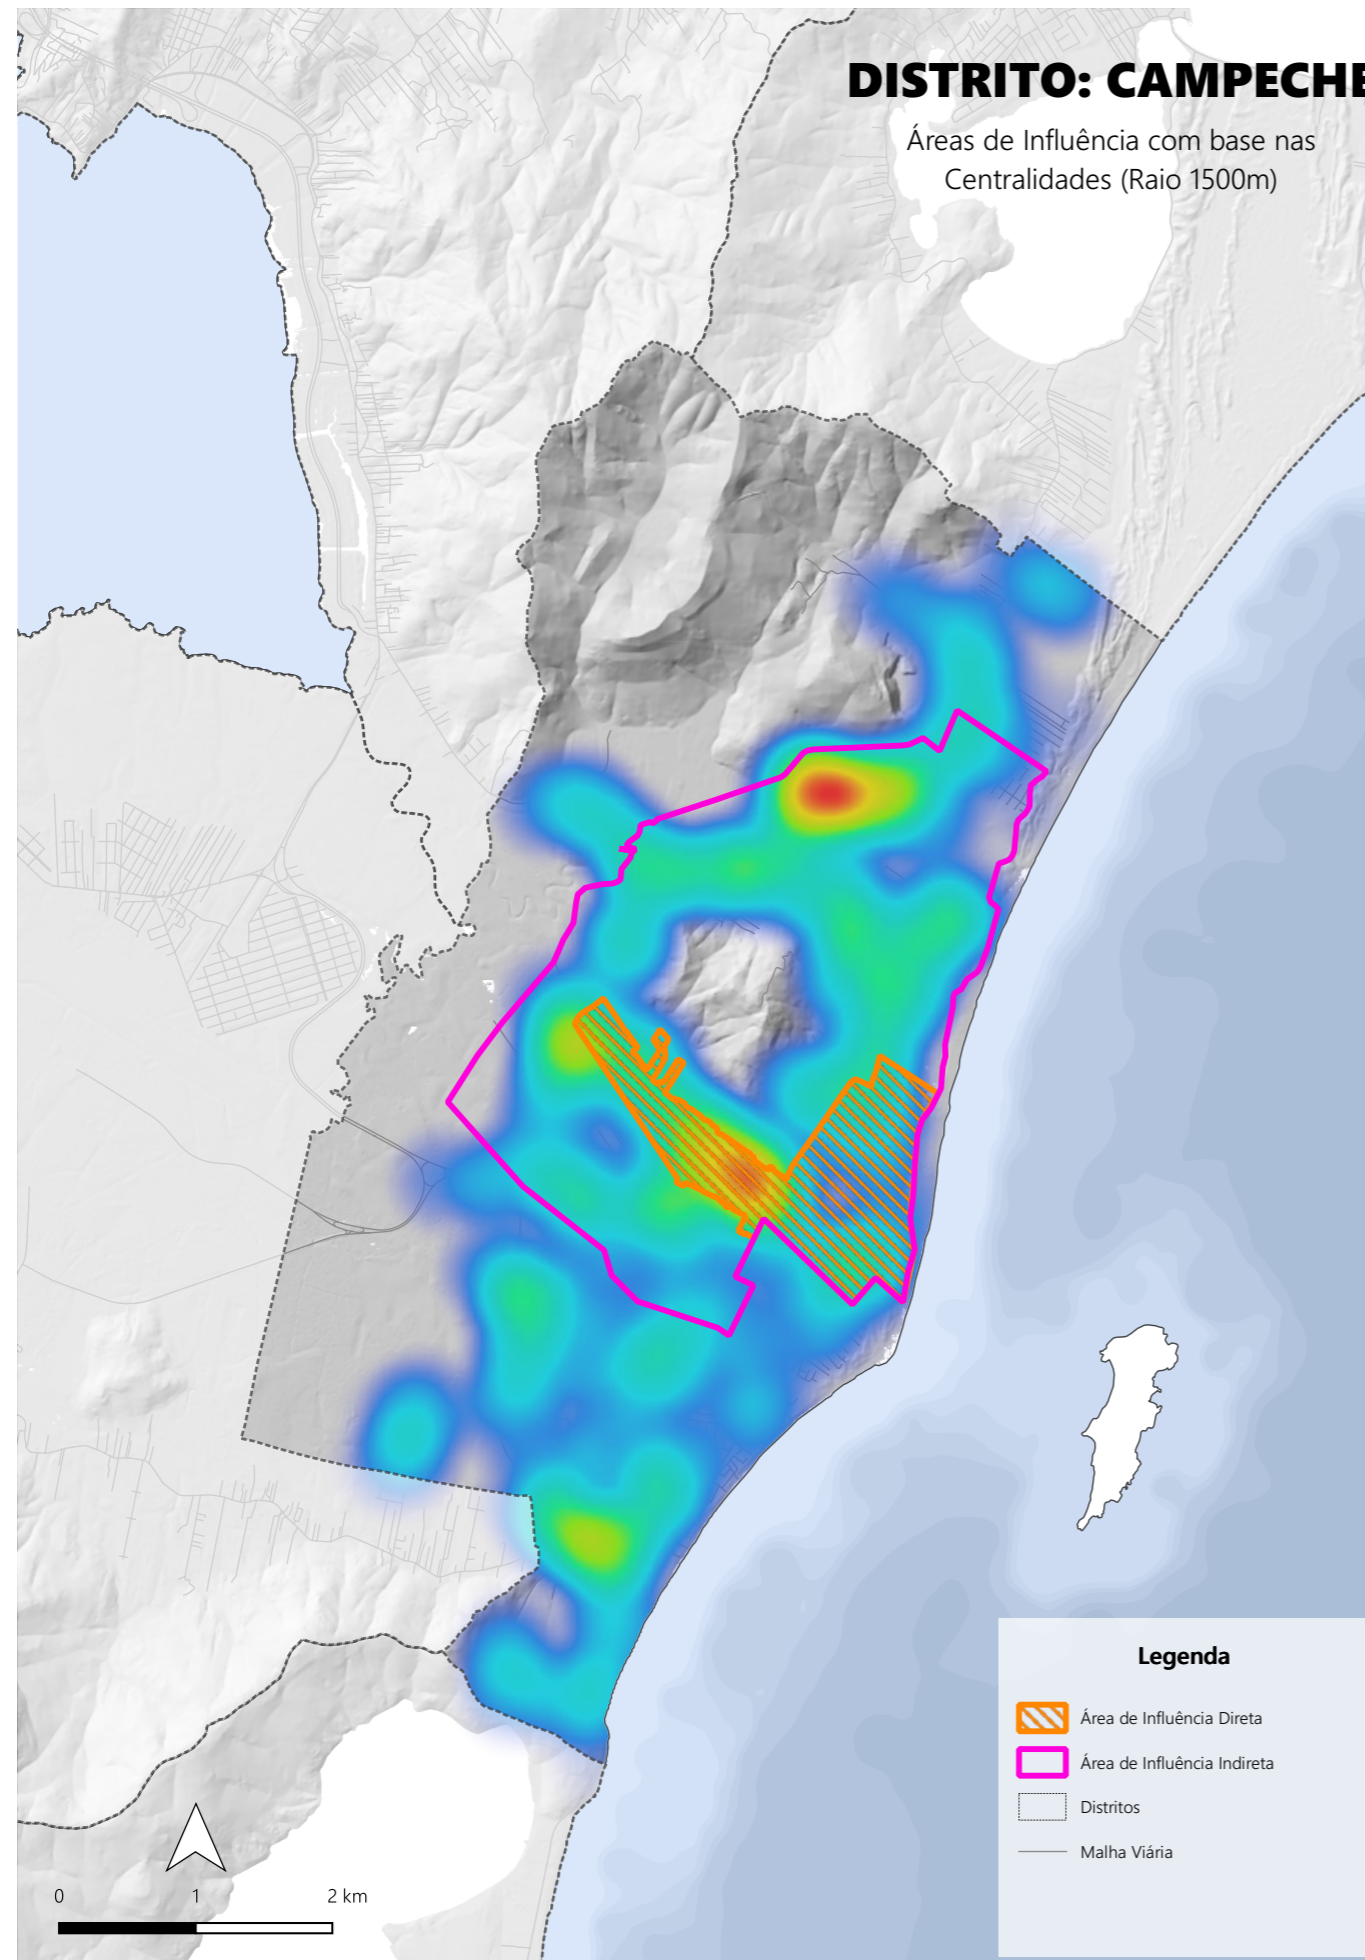 DISTRITO: CAMPECHE
Áreas de Influência com base nas
Centralidades (Raio 1500m)
Legenda
Área de Influência Direta
Área de Influência Indireta
Distritos
Malha Viária
0 1 2 km